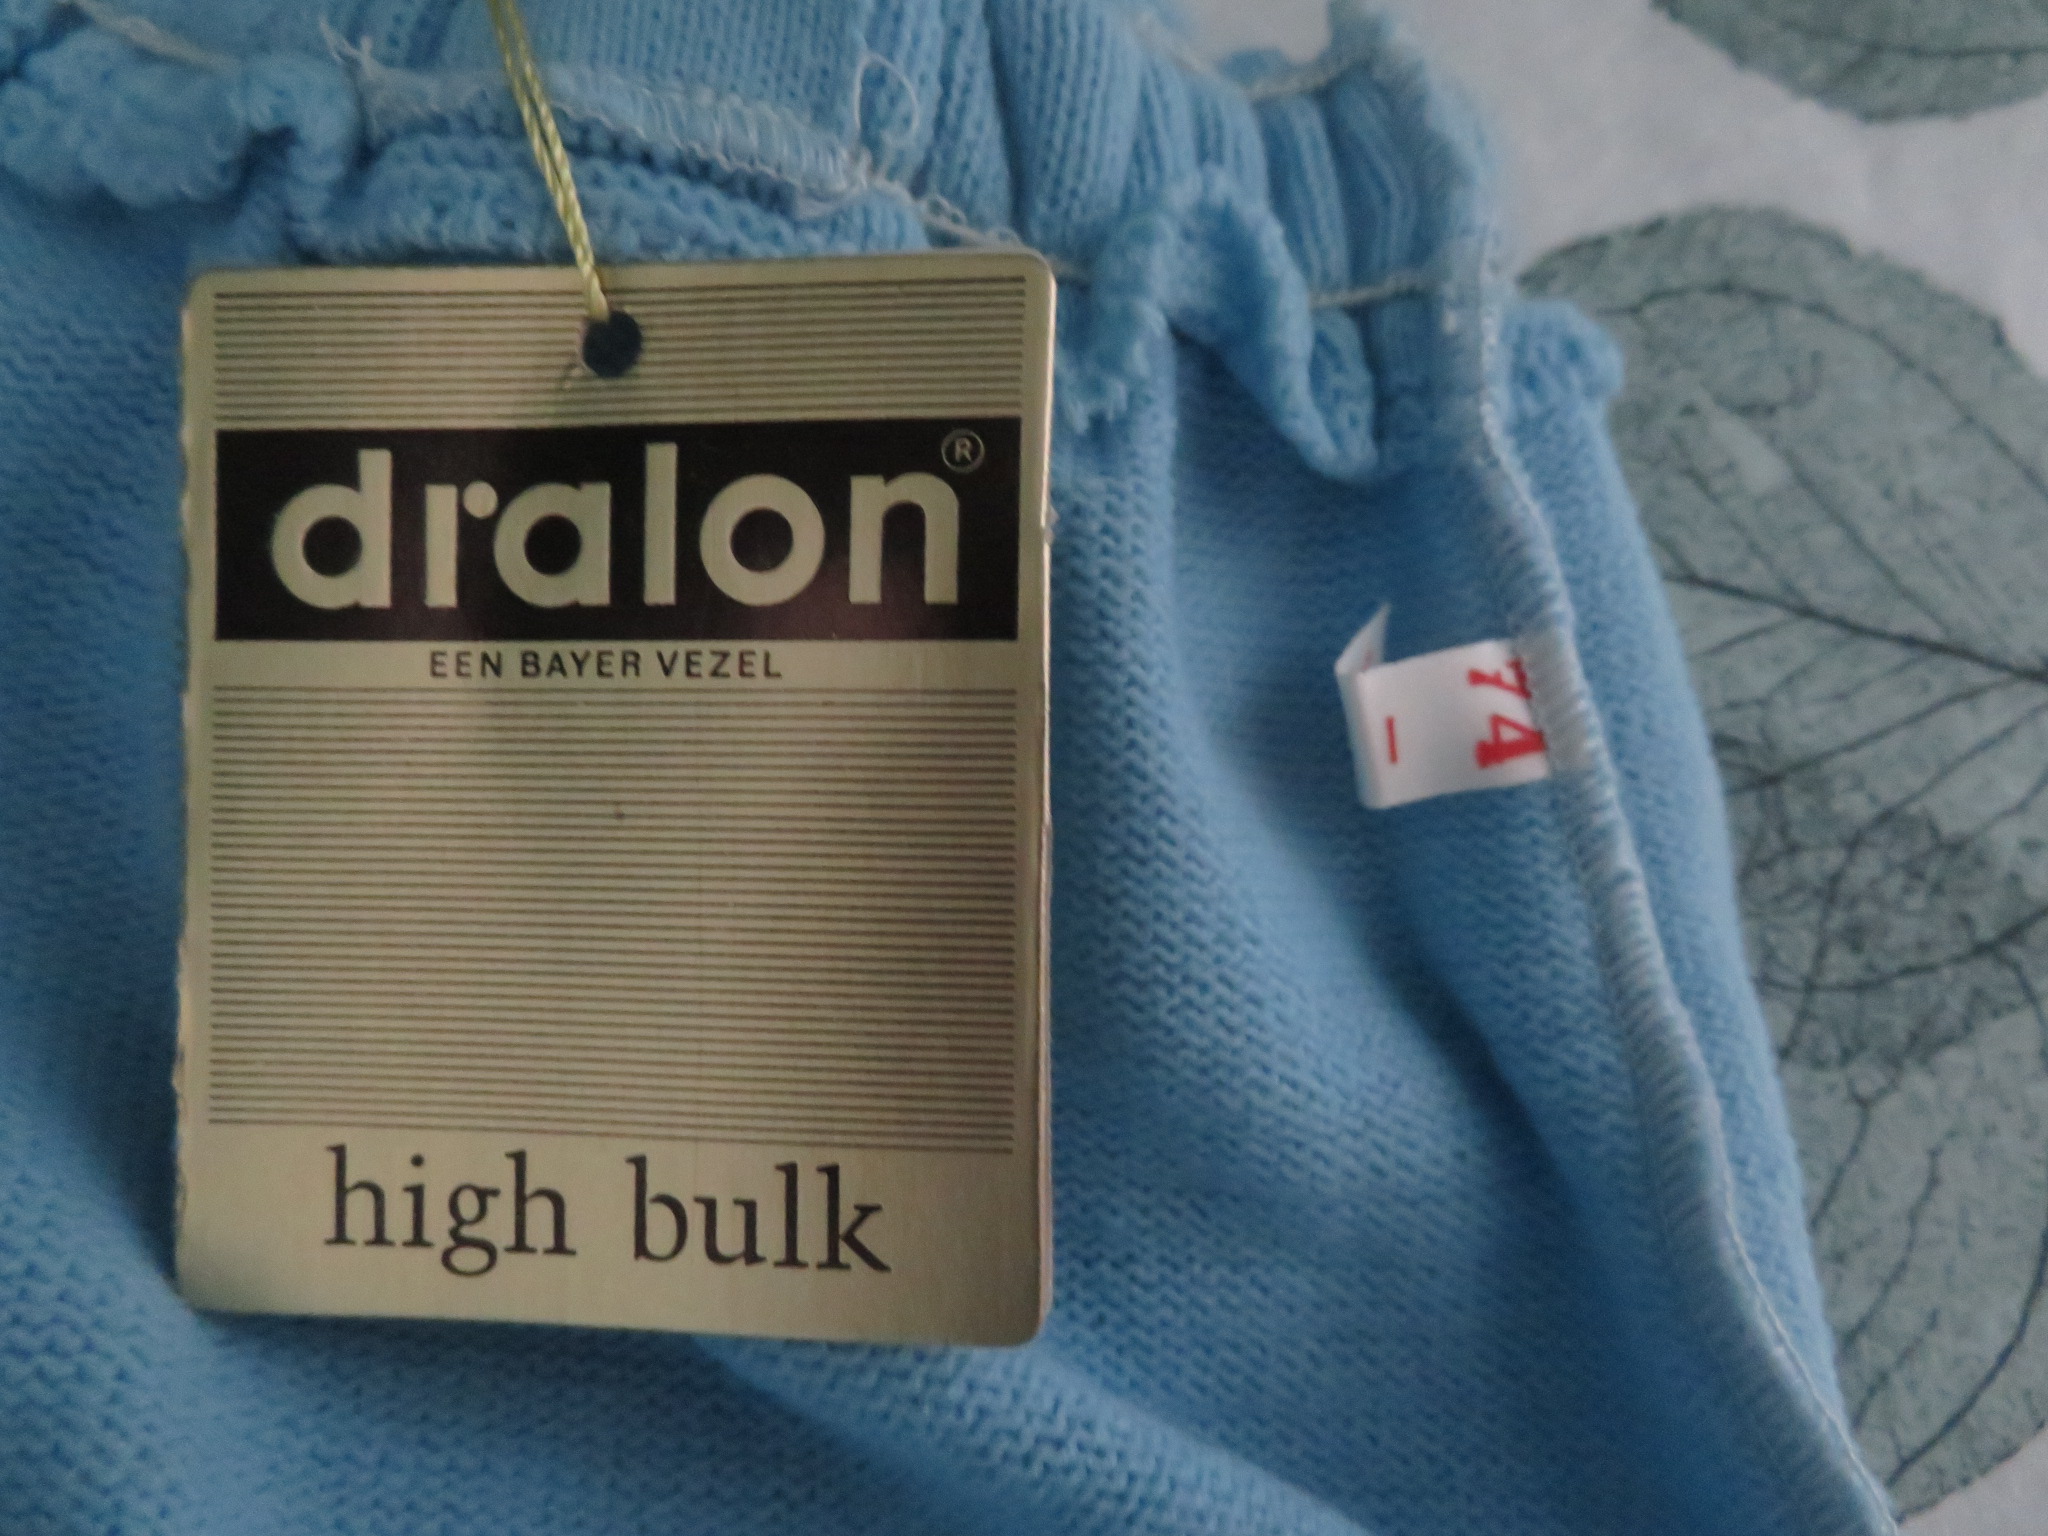 dralon®
EEN BAYER VEZEL
high bulk
74